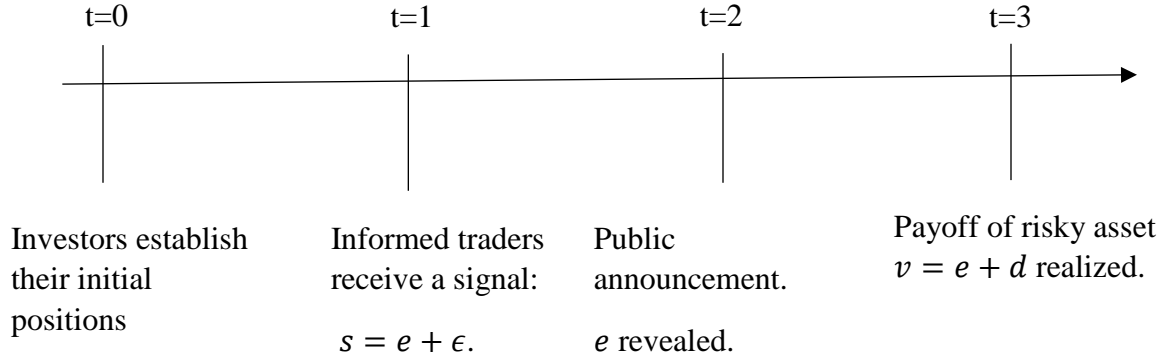 t=0
t=1
t=2
t=3
Investors establish
their initial
positions
Informed traders
receive a signal:
s = e + ϵ.
Public
announcement.
e revealed.
Payoff of risky asset
v = e + d realized.